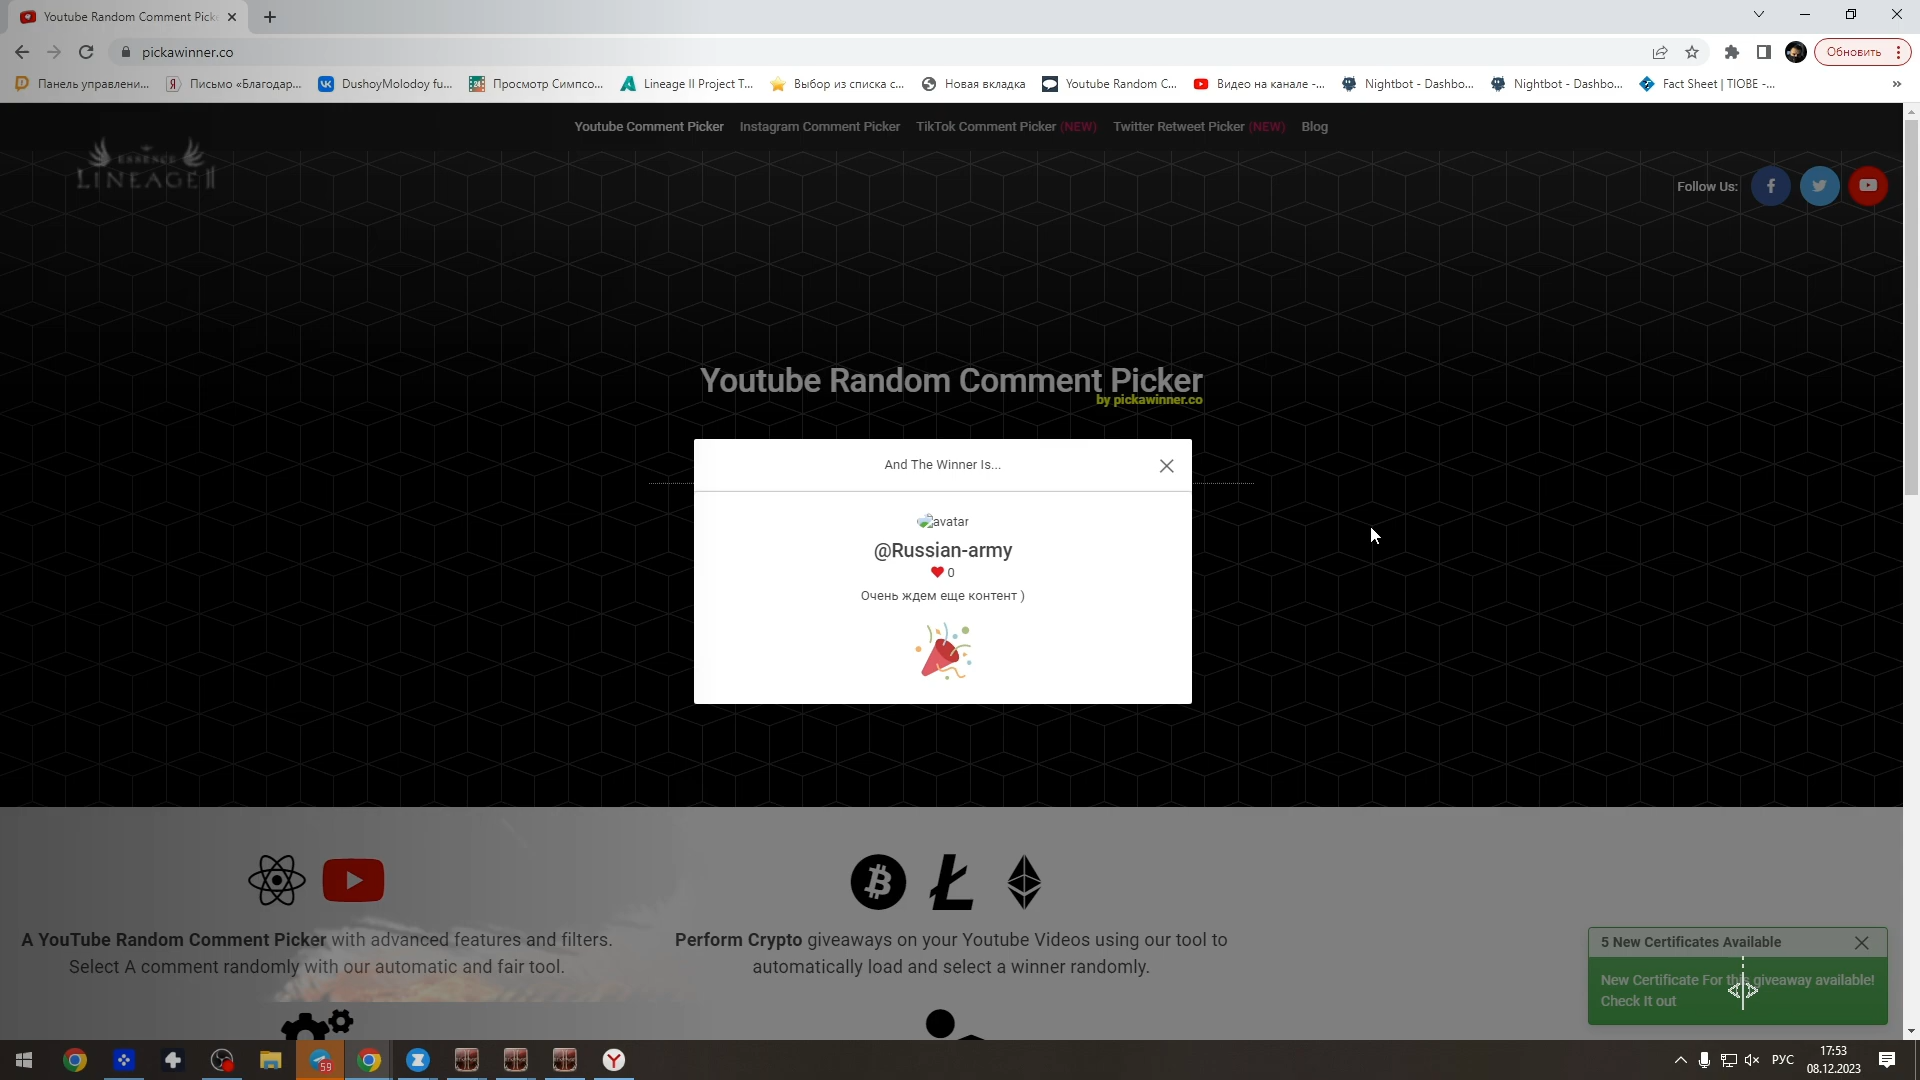 Youtube Random Comment Pick
pickawinner.co
Обновить
Панель управлени...
Письмо «Благодар...
DushoyMolodoy fu...
Просмотр Симпсо...
Lineage II Project T...
Выбор из списка с...
Новая вкладка
Youtube Random C...
Видео на канале -...
Nightbot - Dashbo...
Nightbot - Dashbo...
Fact Sheet | TIOBE -...
»
Youtube Comment Picker
Instagram Comment Picker
TikTok Comment Picker (NEW)
Twitter Retweet Picker (NEW)
Blog
ESSENCE
LINEAGE II
Follow Us:
Youtube Random Comment Picker
by pickawinner.co
And The Winner Is...
avatar
@Russian-army
0
Очень ждем еще контент )
A YouTube Random Comment Picker with advanced features and filters.
Select A comment randomly with our automatic and fair tool.
Perform Crypto giveaways on your Youtube Videos using our tool to
automatically load and select a winner randomly.
5 New Certificates Available
New Certificate For this giveaway available!
Check It out
59
РУС
17:53
08.12.2023